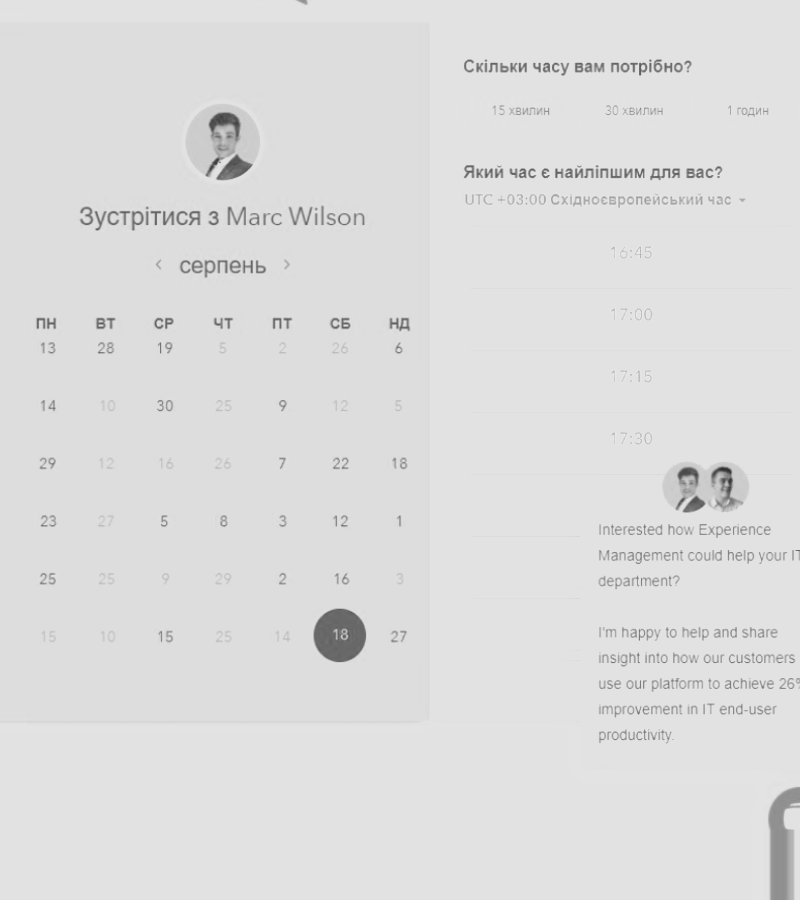 Зустрітися з Marc Wilson
серпень
ПН ВТ СР ЧТ ПТ СБ НД
13 28 19 5 2 26 6
14 10 30 25 9 12 5
29 12 16 26 7 22 18
23 27 5 8 3 12 1
25 25 9 29 2 16 3
15 10 15 25 14 18 27
Скільки часу вам потрібно?
15 хвилин 30 хвилин 1 годин
Який час є найліпшим для вас?
UTC +03:00 Східноєвропейський час
16:45
17:00
17:15
17:30
Interested how Experience
Management could help your IT
department?
I'm happy to help and share
insight into how our customers
use our platform to achieve 26%
improvement in IT end-user
productivity.